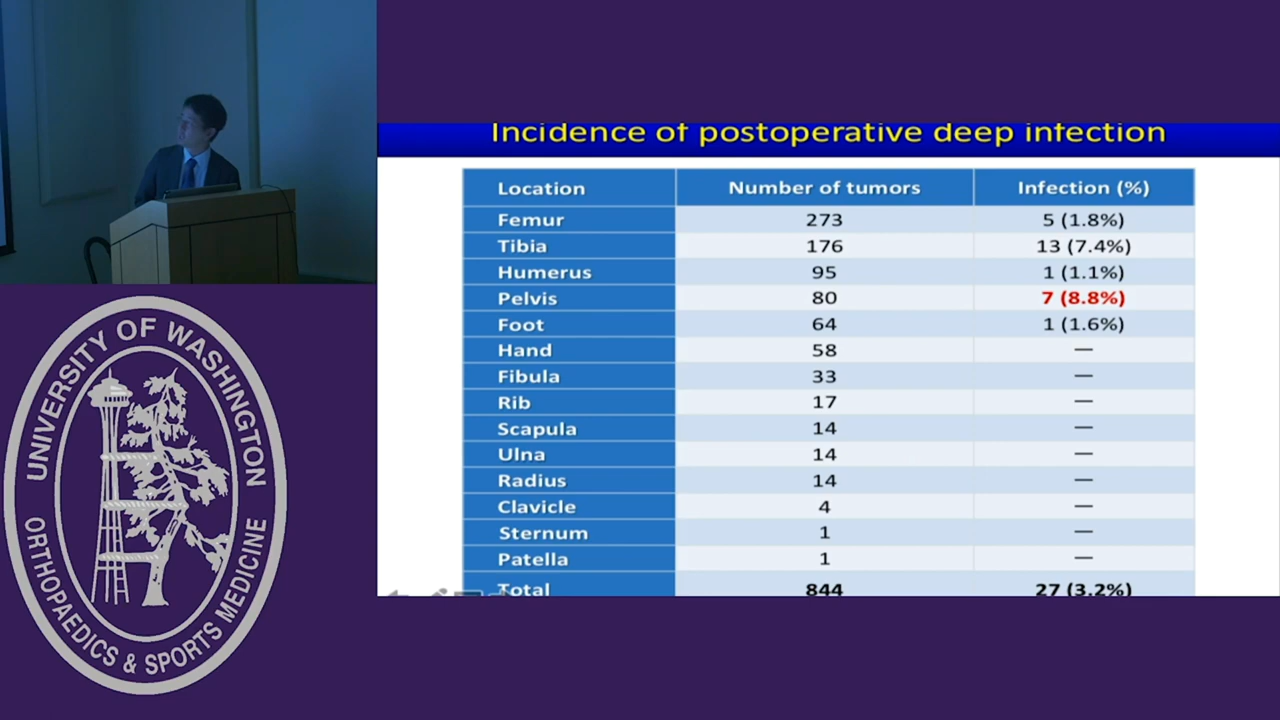 Incidence of postoperative deep infection
Location Number of tumors Infection (%)
Femur 273 5 (1.8%)
Tibia 176 13 (7.4%)
Humerus 95 1 (1.1%)
Pelvis 80 7 (8.8%)
Foot 64 1 (1.6%)
Hand 58 —
Fibula 33 —
Rib 17 —
Scapula 14 —
Ulna 14 —
Radius 14 —
Clavicle 4 —
Sternum 1 —
Patella 1 —
Total 844 27 (3.2%)
UNIVERSITY OF WASHINGTON
ORTHOPAEDICS & SPORTS MEDICINE